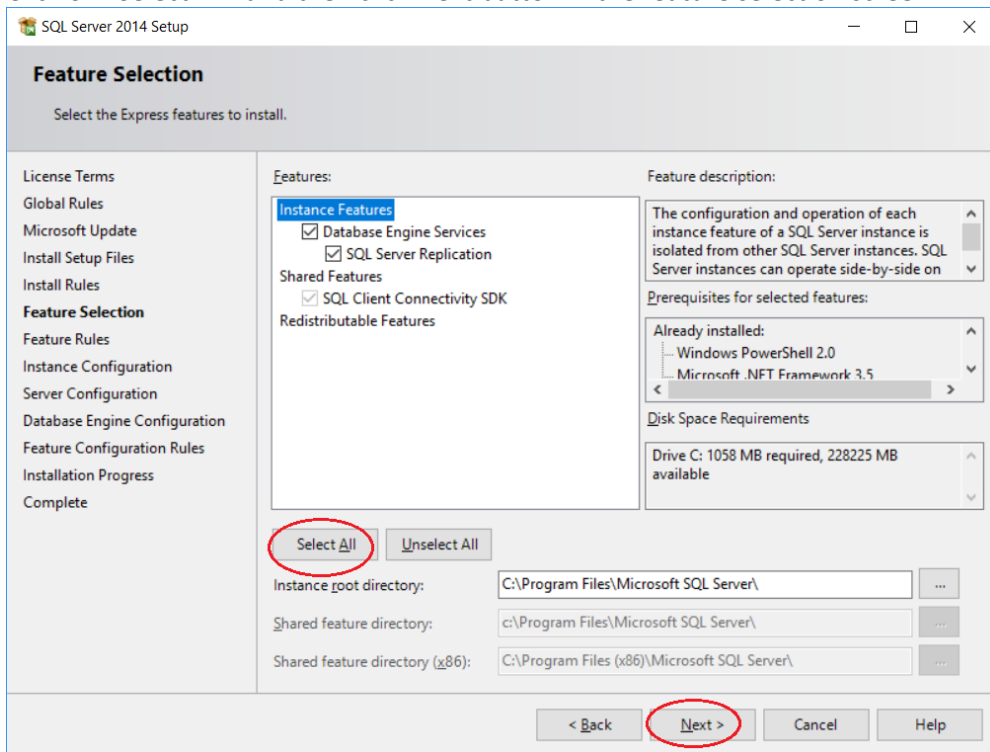 SQL Server 2014 Setup
Feature Selection
Select the Express features to install.
License Terms
Global Rules
Microsoft Update
Install Setup Files
Install Rules
Feature Selection
Feature Rules
Instance Configuration
Server Configuration
Database Engine Configuration
Feature Configuration Rules
Installation Progress
Complete
Features:
Instance Features
Database Engine Services
SQL Server Replication
Shared Features
SQL Client Connectivity SDK
Redistributable Features
Feature description:
The configuration and operation of each
instance feature of a SQL Server instance is
isolated from other SQL Server instances. SQL
Server instances can operate side-by-side on
Prerequisites for selected features:
Already installed:
Windows PowerShell 2.0
Microsoft .NET Framework 3.5
Disk Space Requirements
Drive C: 1058 MB required, 228225 MB
available
Select All
Unselect All
Instance root directory:
C:\Program Files\Microsoft SQL Server\
...
Shared feature directory:
c:\Program Files\Microsoft SQL Server\
...
Shared feature directory (x86):
C:\Program Files (x86)\Microsoft SQL Server\
...
< Back
Next >
Cancel
Help